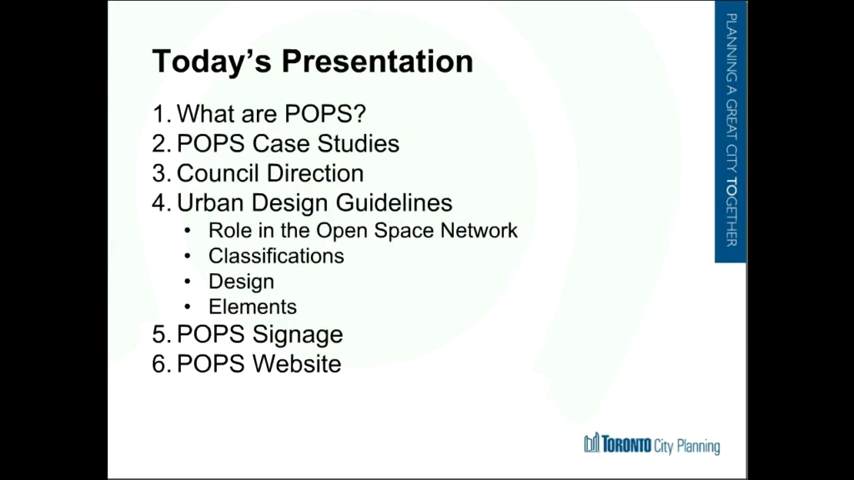 Today's Presentation
1. What are POPS?
2. POPS Case Studies
3. Council Direction
4. Urban Design Guidelines
• Role in the Open Space Network
• Classifications
• Design
• Elements
5. POPS Signage
6. POPS Website
PLANNING A GREAT CITY TOGETHER
TORONTO City Planning